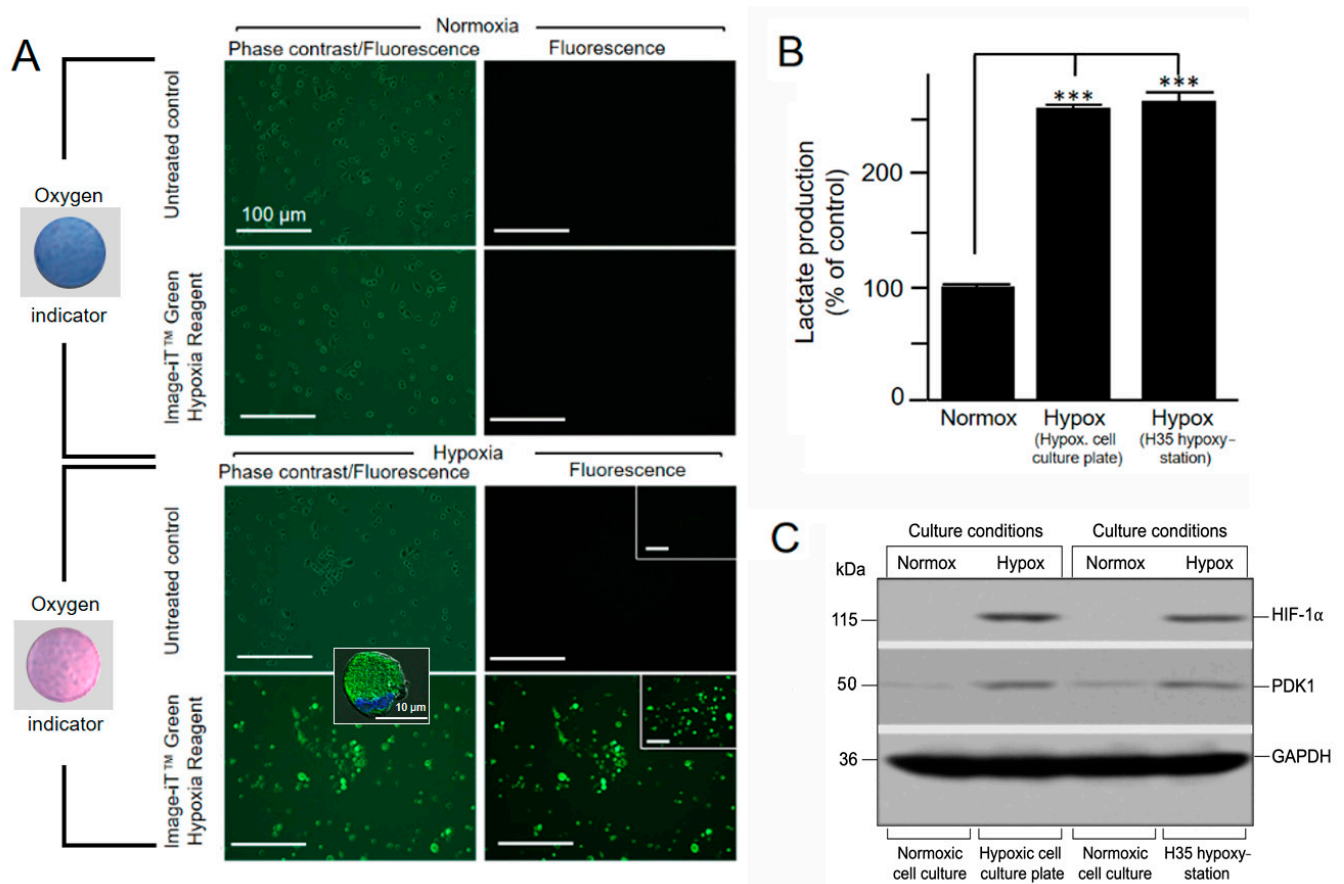 A
Normoxia
Phase contrast/Fluorescence
Fluorescence
Untreated control
100 µm
Oxygen
indicator
Image-iT™ Green
Hypoxia Reagent
Hypoxia
Phase contrast/Fluorescence
Fluorescence
Untreated control
Oxygen
indicator
10 µm
Image-iT™ Green
Hypoxia Reagent
B
Lactate production
(% of control)
200
100
0
***
***
Normox
Hypox
(Hypox. cell
culture plate)
Hypox
(H35 hypoxy–
station)
C
Culture conditions
Culture conditions
kDa
Normox
Hypox
Normox
Hypox
115
HIF-1α
50
PDK1
36
GAPDH
Normoxic
cell culture
Hypoxic cell
culture plate
Normoxic
cell culture
H35 hypoxy-
station